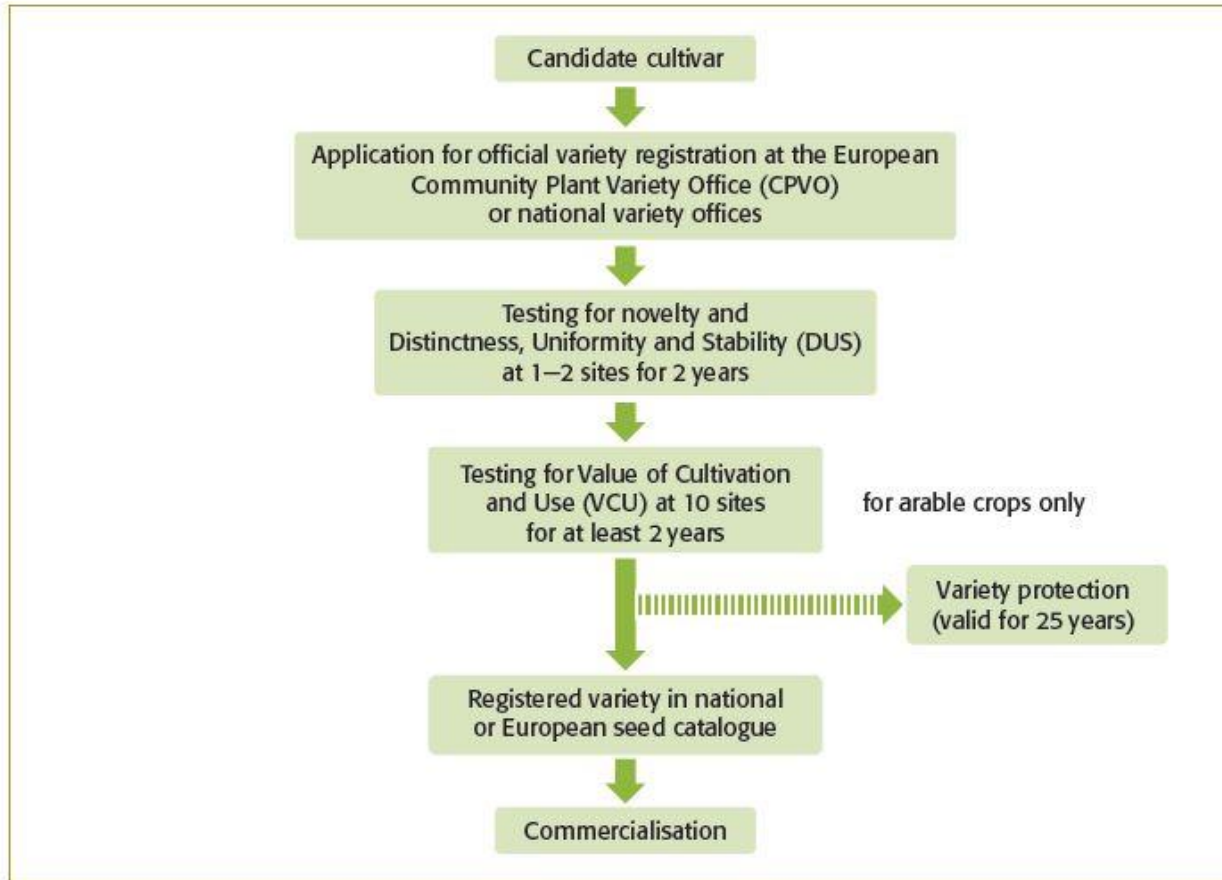 Candidate cultivar
Application for official variety registration at the European
Community Plant Variety Office (CPVO)
or national variety offices
Testing for novelty and
Distinctness, Uniformity and Stability (DUS)
at 1—2 sites for 2 years
Testing for Value of Cultivation
and Use (VCU) at 10 sites
for at least 2 years
for arable crops only
Variety protection
(valid for 25 years)
Registered variety in national
or European seed catalogue
Commercialisation